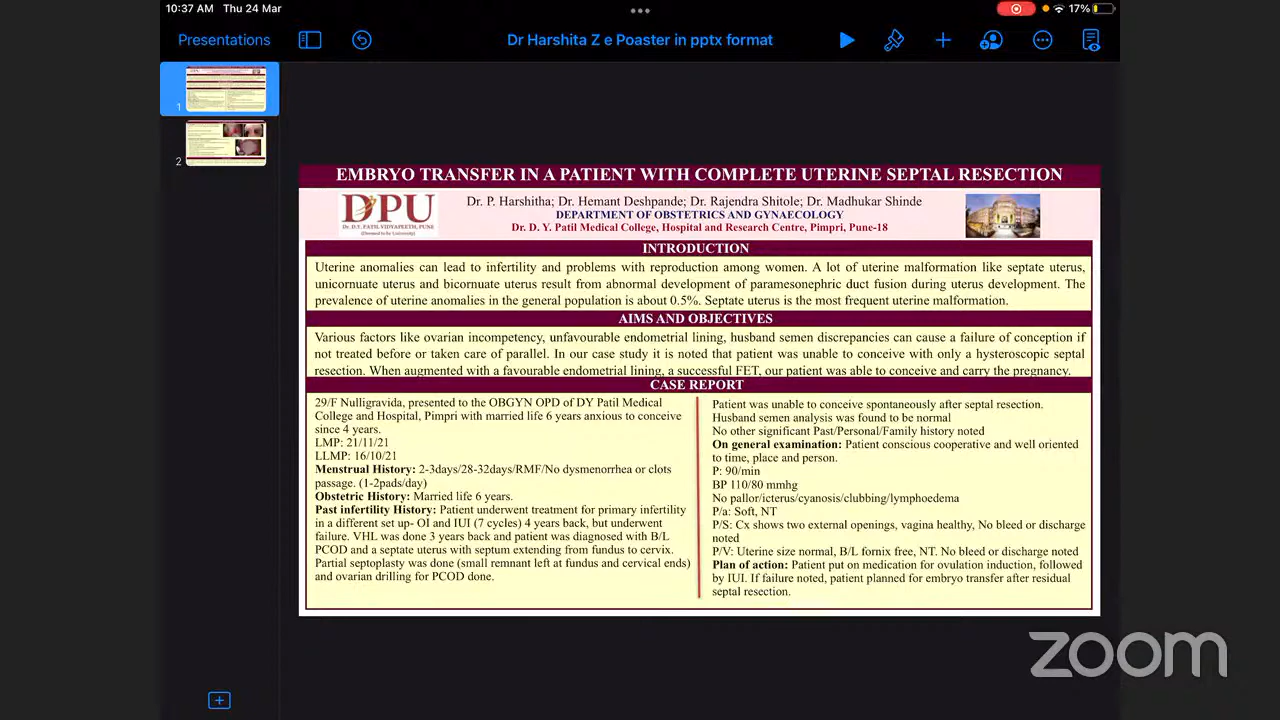 10:37 AM Thu 24 Mar
17%
Presentations
Dr Harshita Z e Poaster in pptx format
1
2
EMBRYO TRANSFER IN A PATIENT WITH COMPLETE UTERINE SEPTAL RESECTION
DPU
Dr. D.Y. PATIL VIDYAPEETH, PUNE
(Deemed to be University)
Dr. P. Harshitha; Dr. Hemant Deshpande; Dr. Rajendra Shitole; Dr. Madhukar Shinde
DEPARTMENT OF OBSTETRICS AND GYNAECOLOGY
Dr. D. Y. Patil Medical College, Hospital and Research Centre, Pimpri, Pune-18
INTRODUCTION
Uterine anomalies can lead to infertility and problems with reproduction among women. A lot of uterine malformation like septate uterus,
unicornuate uterus and bicornuate uterus result from abnormal development of paramesonephric duct fusion during uterus development. The
prevalence of uterine anomalies in the general population is about 0.5%. Septate uterus is the most frequent uterine malformation.
AIMS AND OBJECTIVES
Various factors like ovarian incompetency, unfavourable endometrial lining, husband semen discrepancies can cause a failure of conception if
not treated before or taken care of parallel. In our case study it is noted that patient was unable to conceive with only a hysteroscopic septal
resection. When augmented with a favourable endometrial lining, a successful FET, our patient was able to conceive and carry the pregnancy.
CASE REPORT
29/F Nulligravida, presented to the OBGYN OPD of DY Patil Medical
College and Hospital, Pimpri with married life 6 years anxious to conceive
since 4 years.
LMP: 21/11/21
LLMP: 16/10/21
Menstrual History: 2-3days/28-32days/RMF/No dysmenorrhea or clots
passage. (1-2pads/day)
Obstetric History: Married life 6 years.
Past infertility History: Patient underwent treatment for primary infertility
in a different set up- OI and IUI (7 cycles) 4 years back, but underwent
failure. VHL was done 3 years back and patient was diagnosed with B/L
PCOD and a septate uterus with septum extending from fundus to cervix.
Partial septoplasty was done (small remnant left at fundus and cervical ends)
and ovarian drilling for PCOD done.
Patient was unable to conceive spontaneously after septal resection.
Husband semen analysis was found to be normal
No other significant Past/Personal/Family history noted
On general examination: Patient conscious cooperative and well oriented
to time, place and person.
P: 90/min
BP 110/80 mmhg
No pallor/icterus/cyanosis/clubbing/lymphoedema
P/a: Soft, NT
P/S: Cx shows two external openings, vagina healthy, No bleed or discharge
noted
P/V: Uterine size normal, B/L fornix free, NT. No bleed or discharge noted
Plan of action: Patient put on medication for ovulation induction, followed
by IUI. If failure noted, patient planned for embryo transfer after residual
septal resection.
zoom